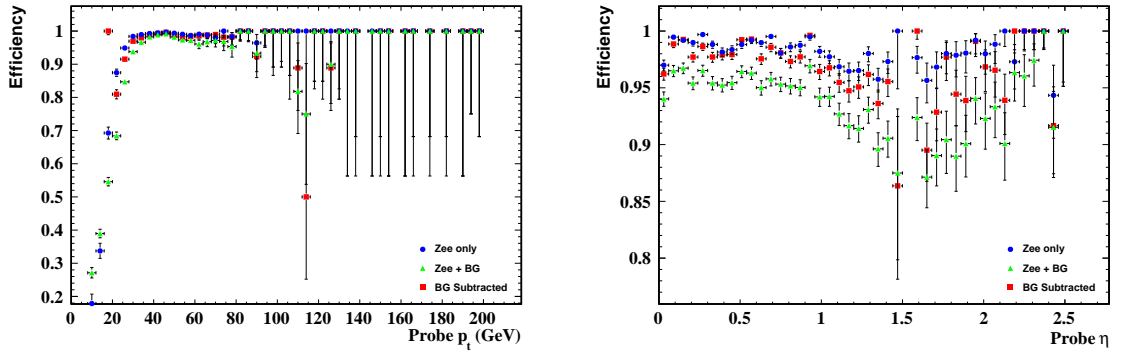 Efficiency
1
0.9
0.8
0.7
0.6
0.5
0.4
0.3
0.2
Zee only
Zee + BG
BG Subtracted
0 20 40 60 80 100 120 140 160 180 200 220
Probe p_t (GeV)
Efficiency
1
0.95
0.9
0.85
0.8
Zee only
Zee + BG
BG Subtracted
0 0.5 1 1.5 2 2.5
Probe η